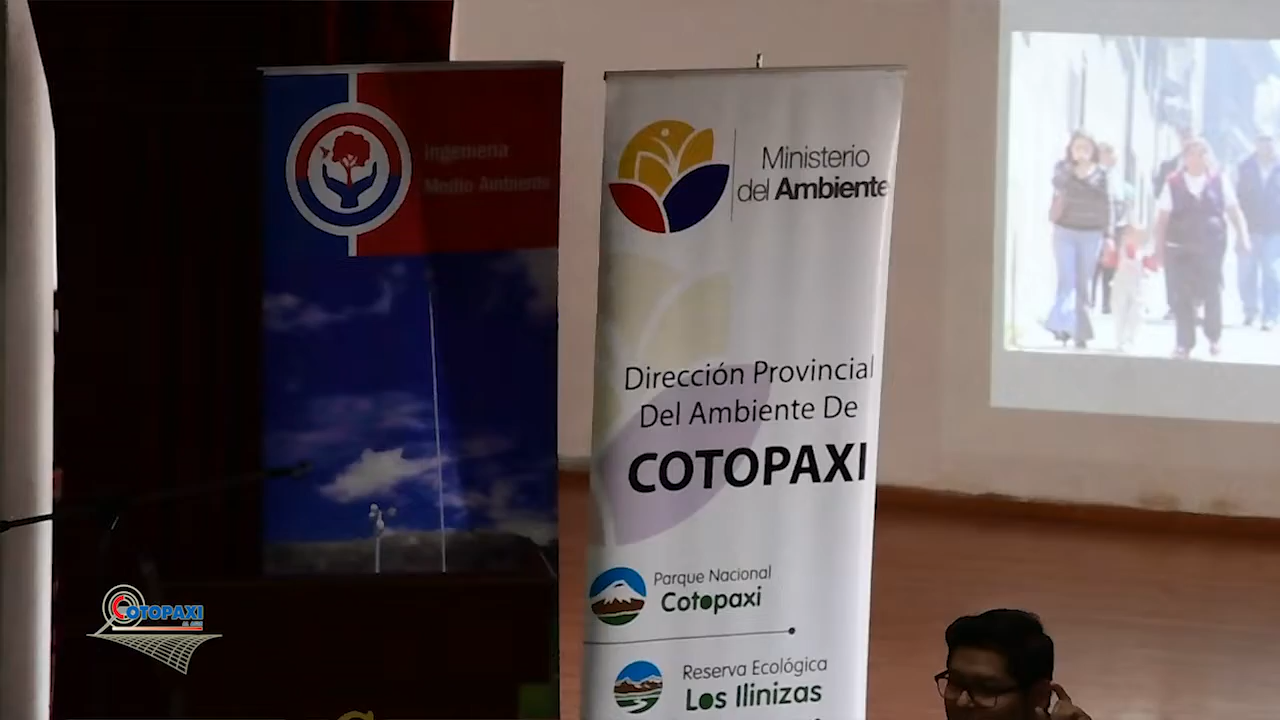 Ingeniería
Medio Ambiente
Ministerio
del Ambiente
Dirección Provincial
Del Ambiente De
COTOPAXI
Parque Nacional
Cotopaxi
Reserva Ecológica
Los Ilinizas
COTOPAXI